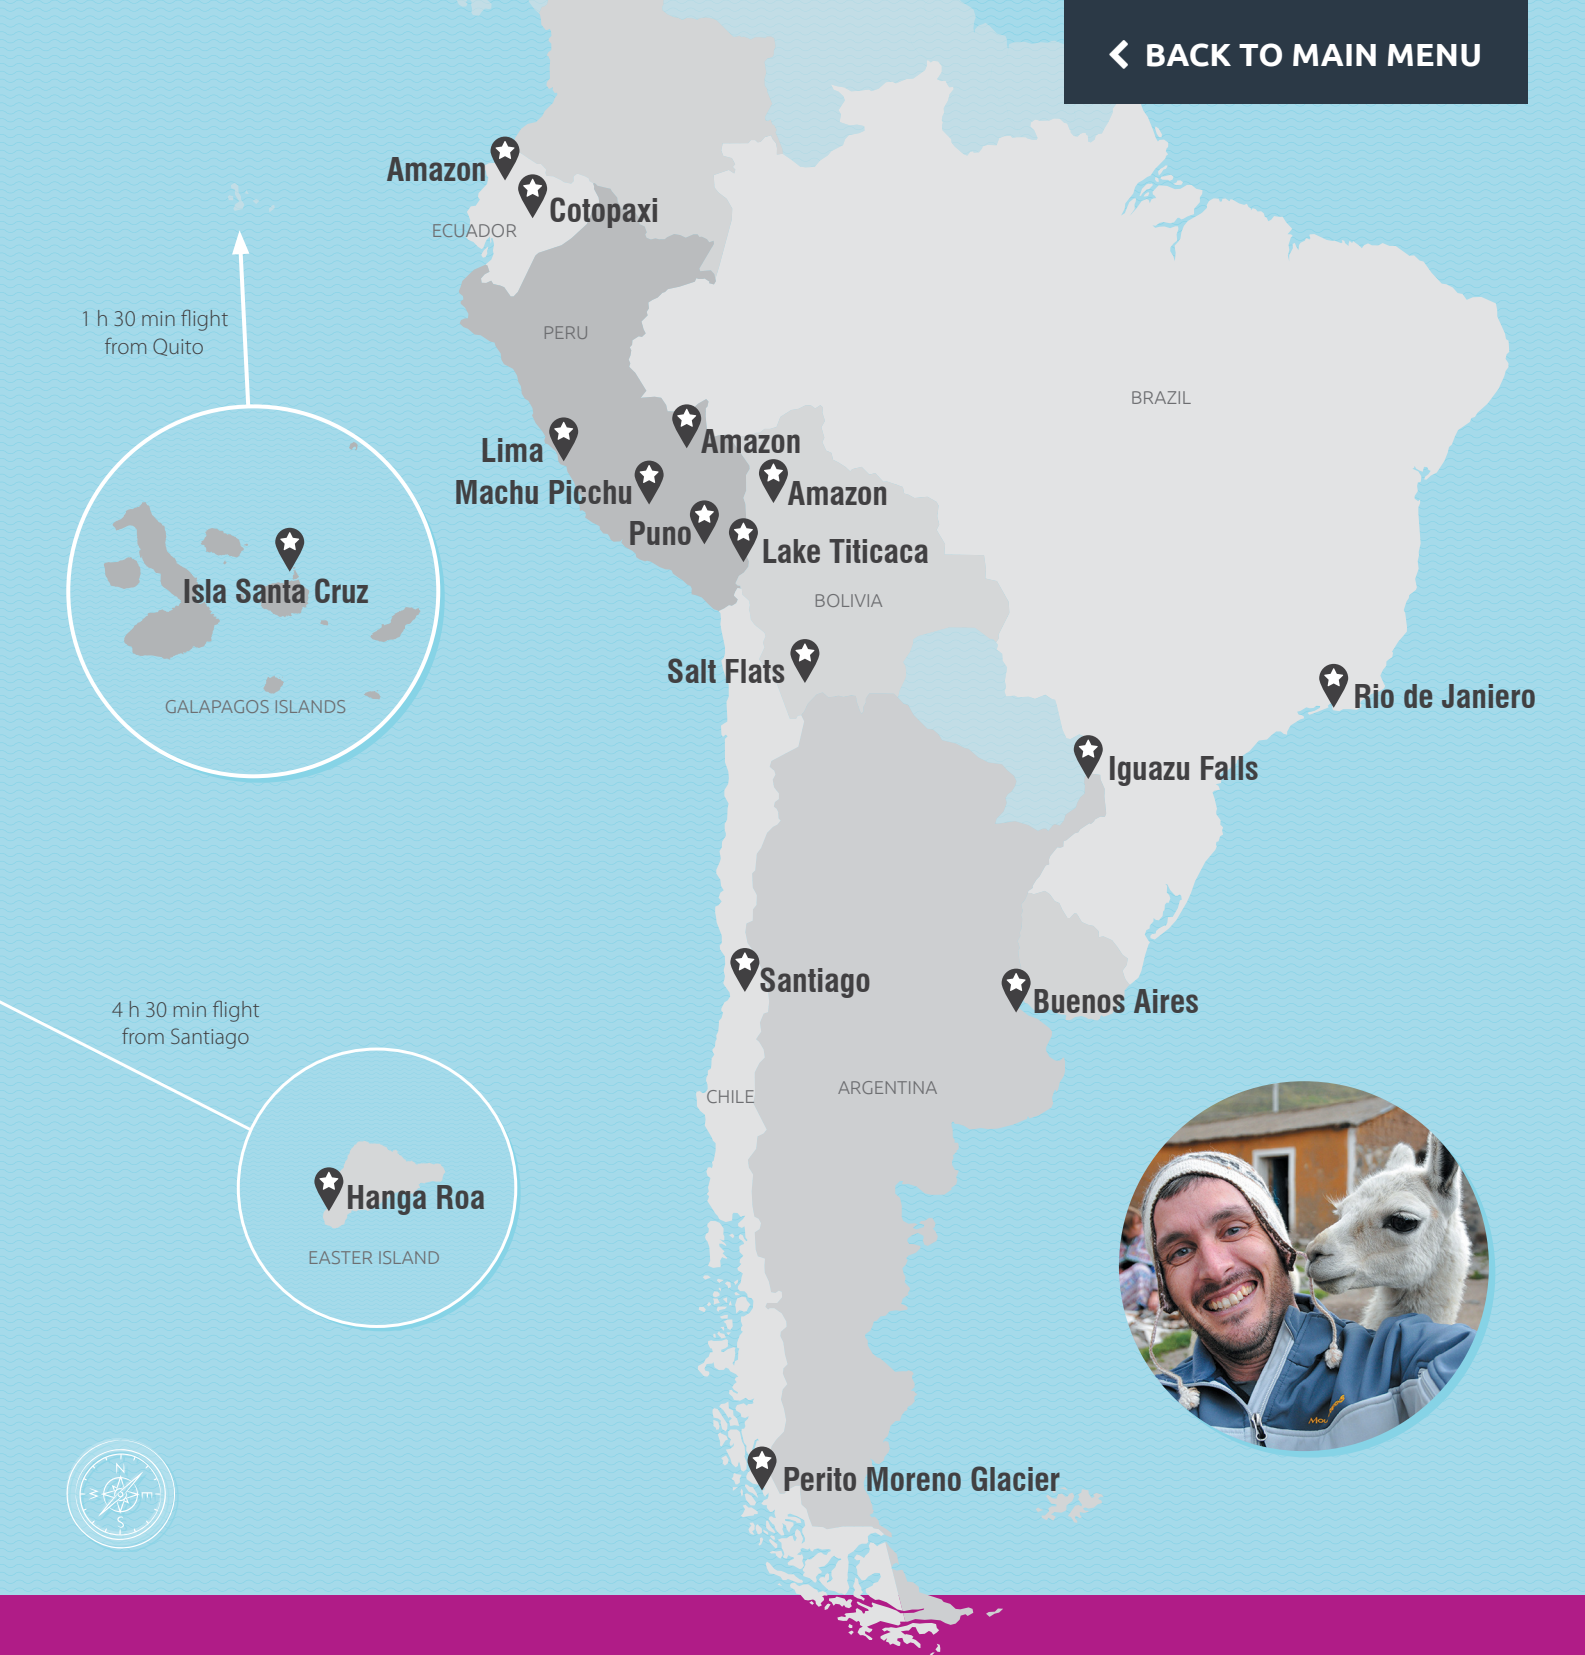 BACK TO MAIN MENU
Amazon
Cotopaxi
ECUADOR
1 h 30 min flight
from Quito
PERU
BRAZIL
Lima
Amazon
Machu Picchu
Amazon
Puno
Lake Titicaca
Isla Santa Cruz
BOLIVIA
GALAPAGOS ISLANDS
Salt Flats
Rio de Janiero
Iguazu Falls
Santiago
Buenos Aires
4 h 30 min flight
from Santiago
CHILE
ARGENTINA
Hanga Roa
EASTER ISLAND
Perito Moreno Glacier
N
W
E
S